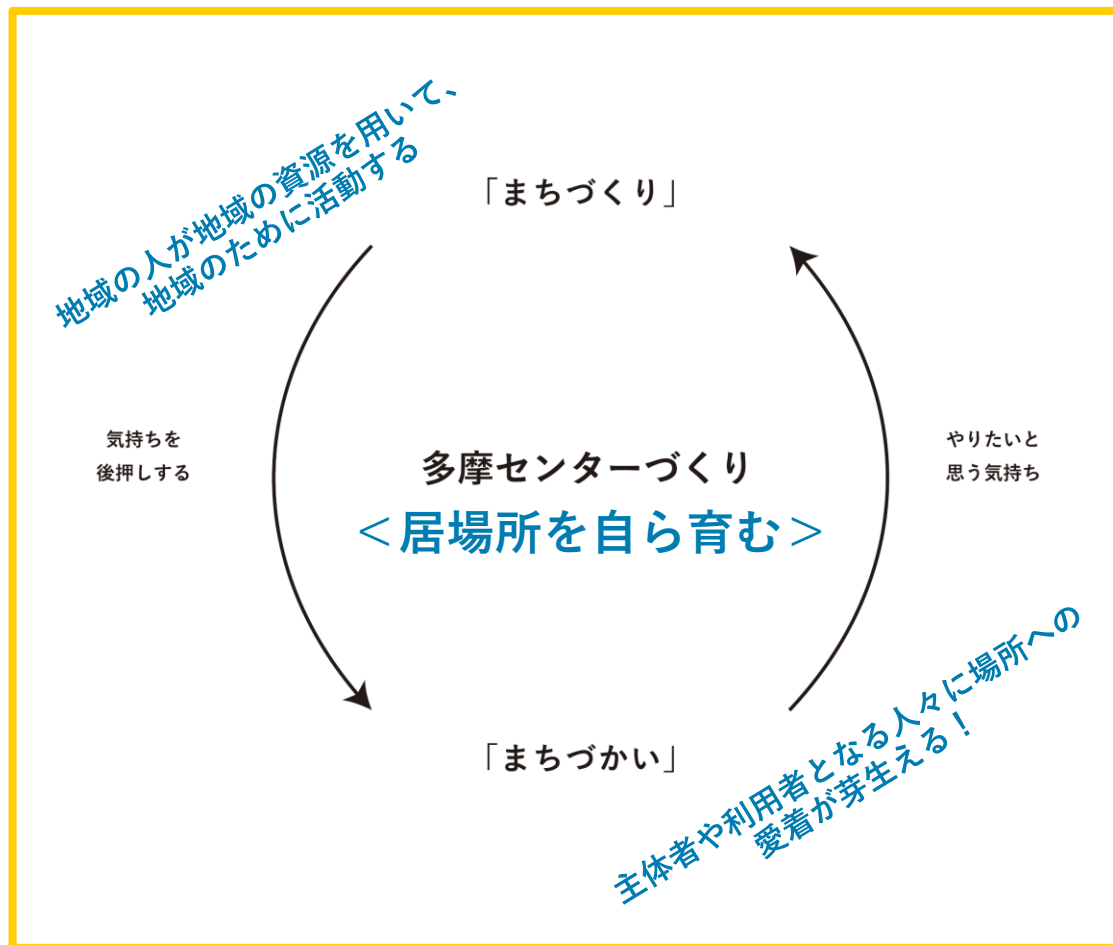 地域の人が地域の資源を用いて、
地域のために活動する
「まちづくり」
気持ちを
後押しする
やりたいと
思う気持ち
多摩センターづくり
＜居場所を自ら育む＞
「まちづかい」
主体者や利用者となる人々に場所への
愛着が芽生える！